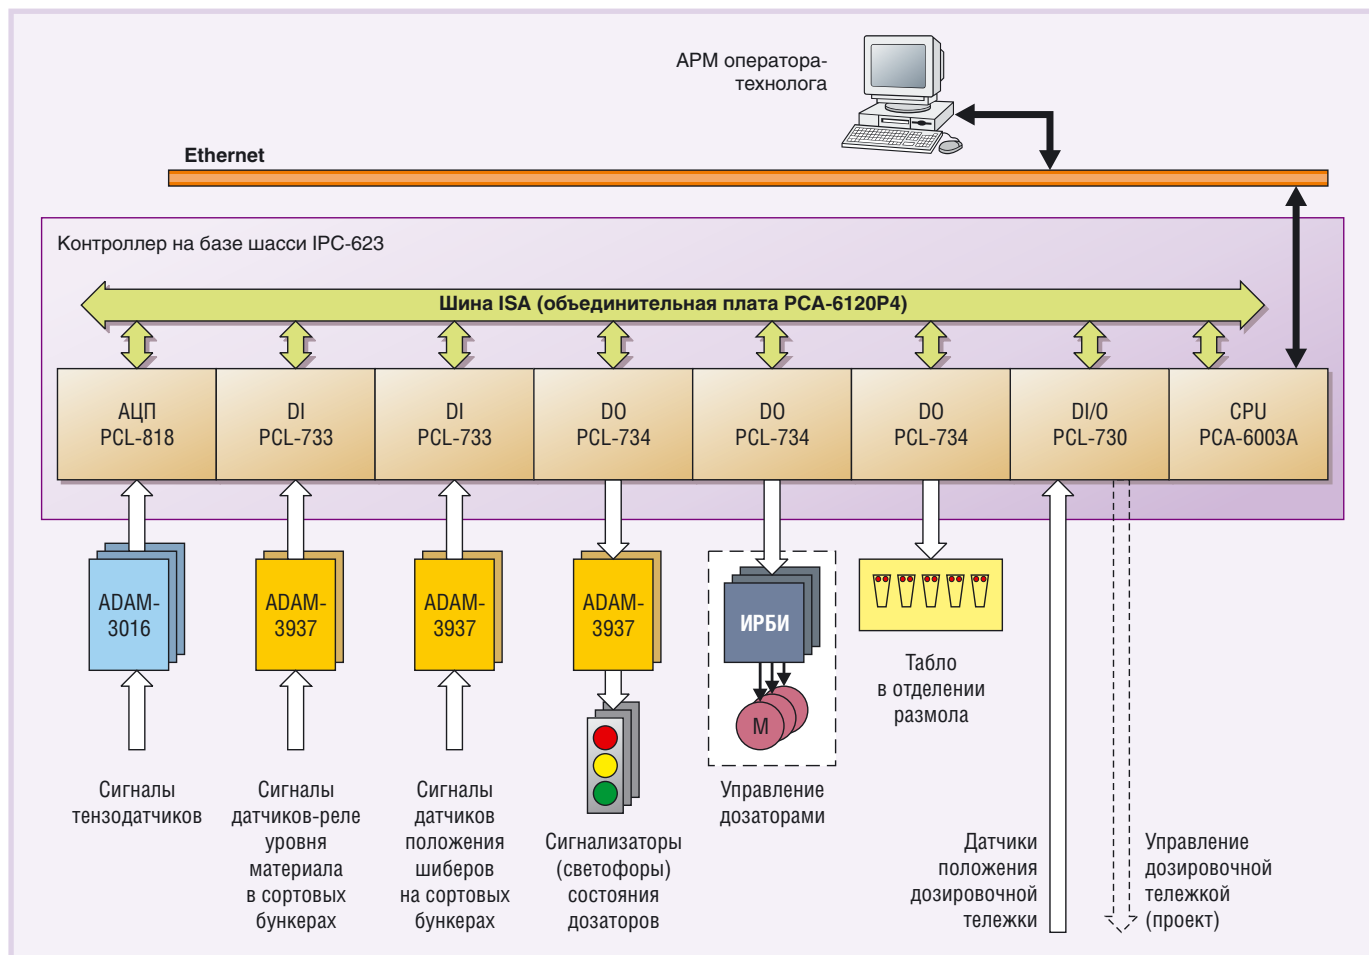 АРМ оператора-
технолога
Ethernet
Контроллер на базе шасси IPC-623
Шина ISA (объединительная плата PCA-6120P4)
АЦП
PCL-818
DI
PCL-733
DI
PCL-733
DO
PCL-734
DO
PCL-734
DO
PCL-734
DI/O
PCL-730
CPU
PCA-6003A
ADAM-
3016
ADAM-
3937
ADAM-
3937
ADAM-
3937
ИРБИ
М
Табло
в отделении
размола
Сигналы
тензодатчиков
Сигналы
датчиков-реле
уровня
материала
в сортовых
бункерах
Сигналы
датчиков
положения
шиберов
на сортовых
бункерах
Сигнализаторы
(светофоры)
состояния
дозаторов
Управление
дозаторами
Датчики
положения
дозировочной
тележки
Управление
дозировочной
тележкой
(проект)